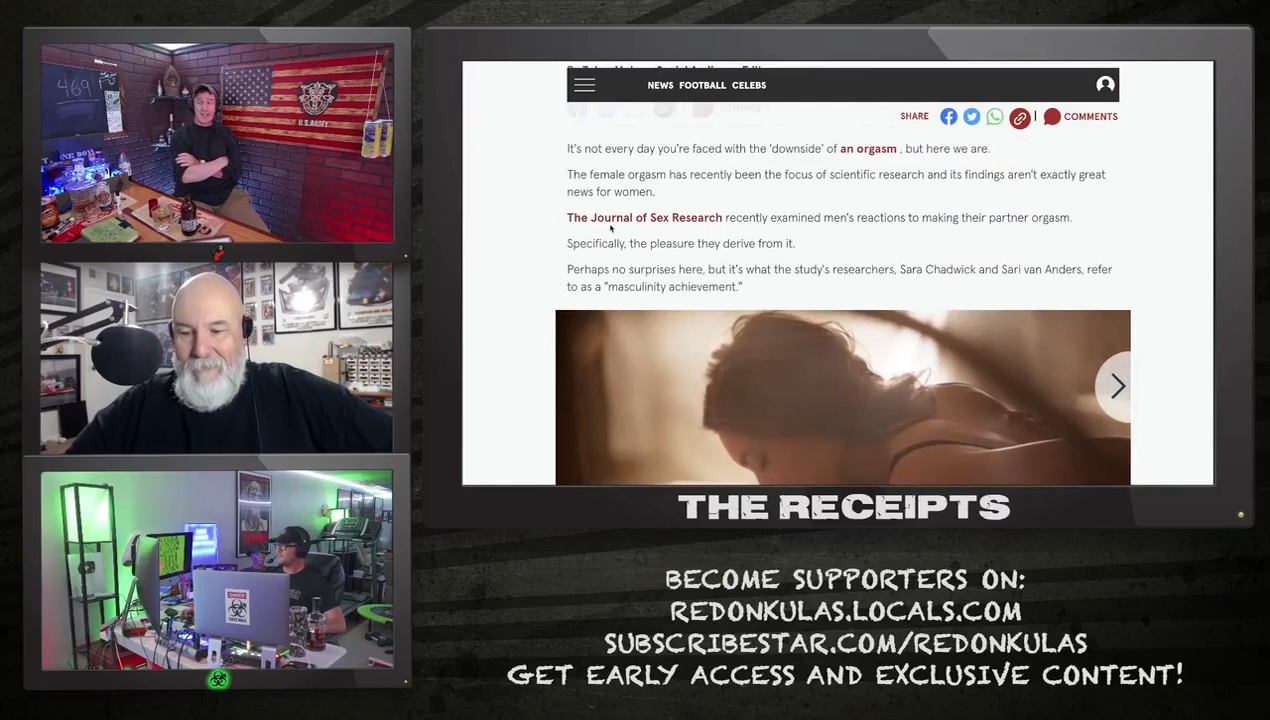 469
U.S. ARMY
NEWS FOOTBALL CELEBS
SHARE
COMMENTS
It's not every day you're faced with the 'downside' of an orgasm , but here we are.
The female orgasm has recently been the focus of scientific research and its findings aren't exactly great
news for women.
The Journal of Sex Research recently examined men's reactions to making their partner orgasm.
Specifically, the pleasure they derive from it.
Perhaps no surprises here, but it's what the study's researchers, Sara Chadwick and Sari van Anders, refer
to as a "masculinity achievement."
THE RECEIPTS
BECOME SUPPORTERS ON:
REDONKULAS.LOCALS.COM
SUBSCRIBESTAR.COM/REDONKULAS
GET EARLY ACCESS AND EXCLUSIVE CONTENT!